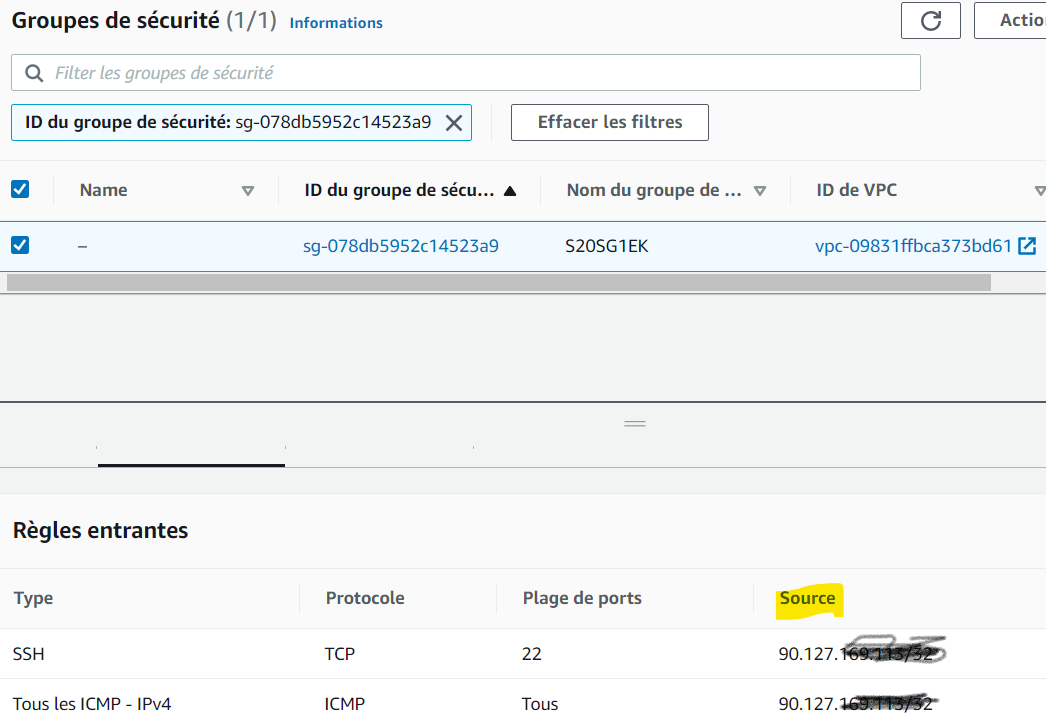 Groupes de sécurité (1/1) Informations
Actio
Filter les groupes de sécurité
ID du groupe de sécurité: sg-078db5952c14523a9
Effacer les filtres
Name ID du groupe de sécu... Nom du groupe de ... ID de VPC
– sg-078db5952c14523a9 S20SG1EK vpc-09831ffbca373bd61
Règles entrantes
Type Protocole Plage de ports Source
SSH TCP 22 90.127.
Tous les ICMP - IPv4 ICMP Tous 90.127.